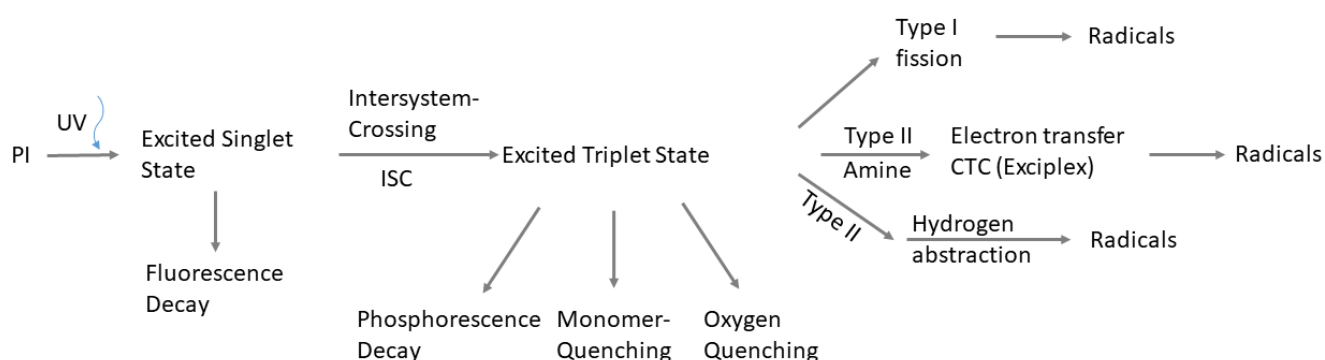 PI
UV
Excited Singlet
State
Fluorescence
Decay
Intersystem-
Crossing
ISC
Excited Triplet State
Phosphorescence
Decay
Monomer-
Quenching
Oxygen
Quenching
Type I
fission
Radicals
Type II
Amine
Electron transfer
CTC (Exciplex)
Radicals
Type II
Hydrogen
abstraction
Radicals